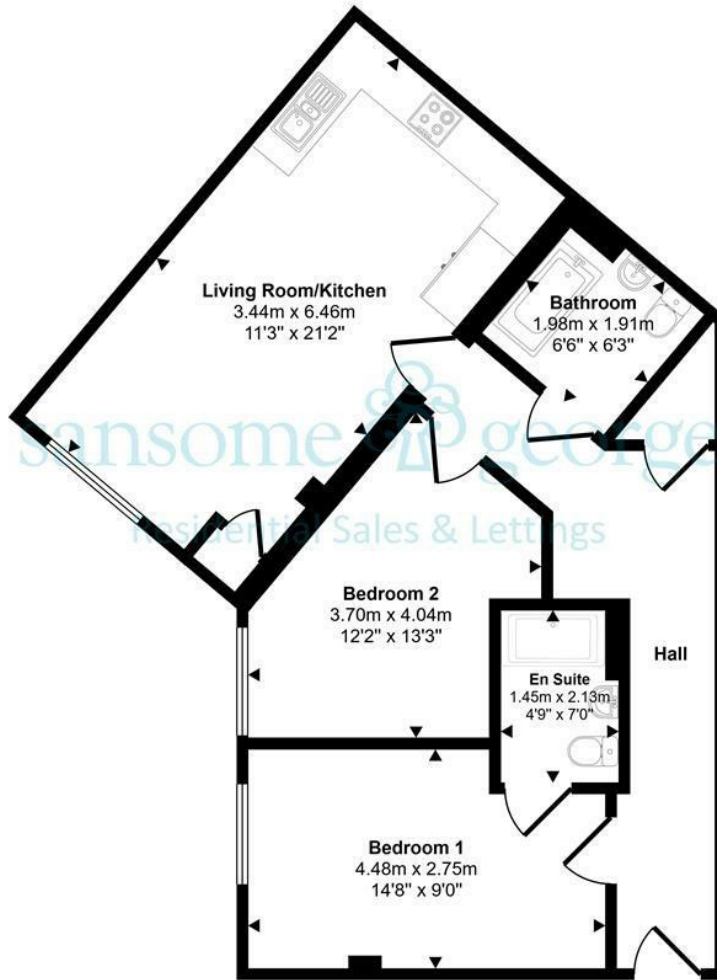 Living Room/Kitchen
3.44m x 6.46m
11'3" x 21'2"
Bathroom
1.98m x 1.91m
6'6" x 6'3"
sansome george
Residential Sales & Lettings
Bedroom 2
3.70m x 4.04m
12'2" x 13'3"
En Suite
1.45m x 2.13m
4'9" x 7'0"
Hall
Bedroom 1
4.48m x 2.75m
14'8" x 9'0"